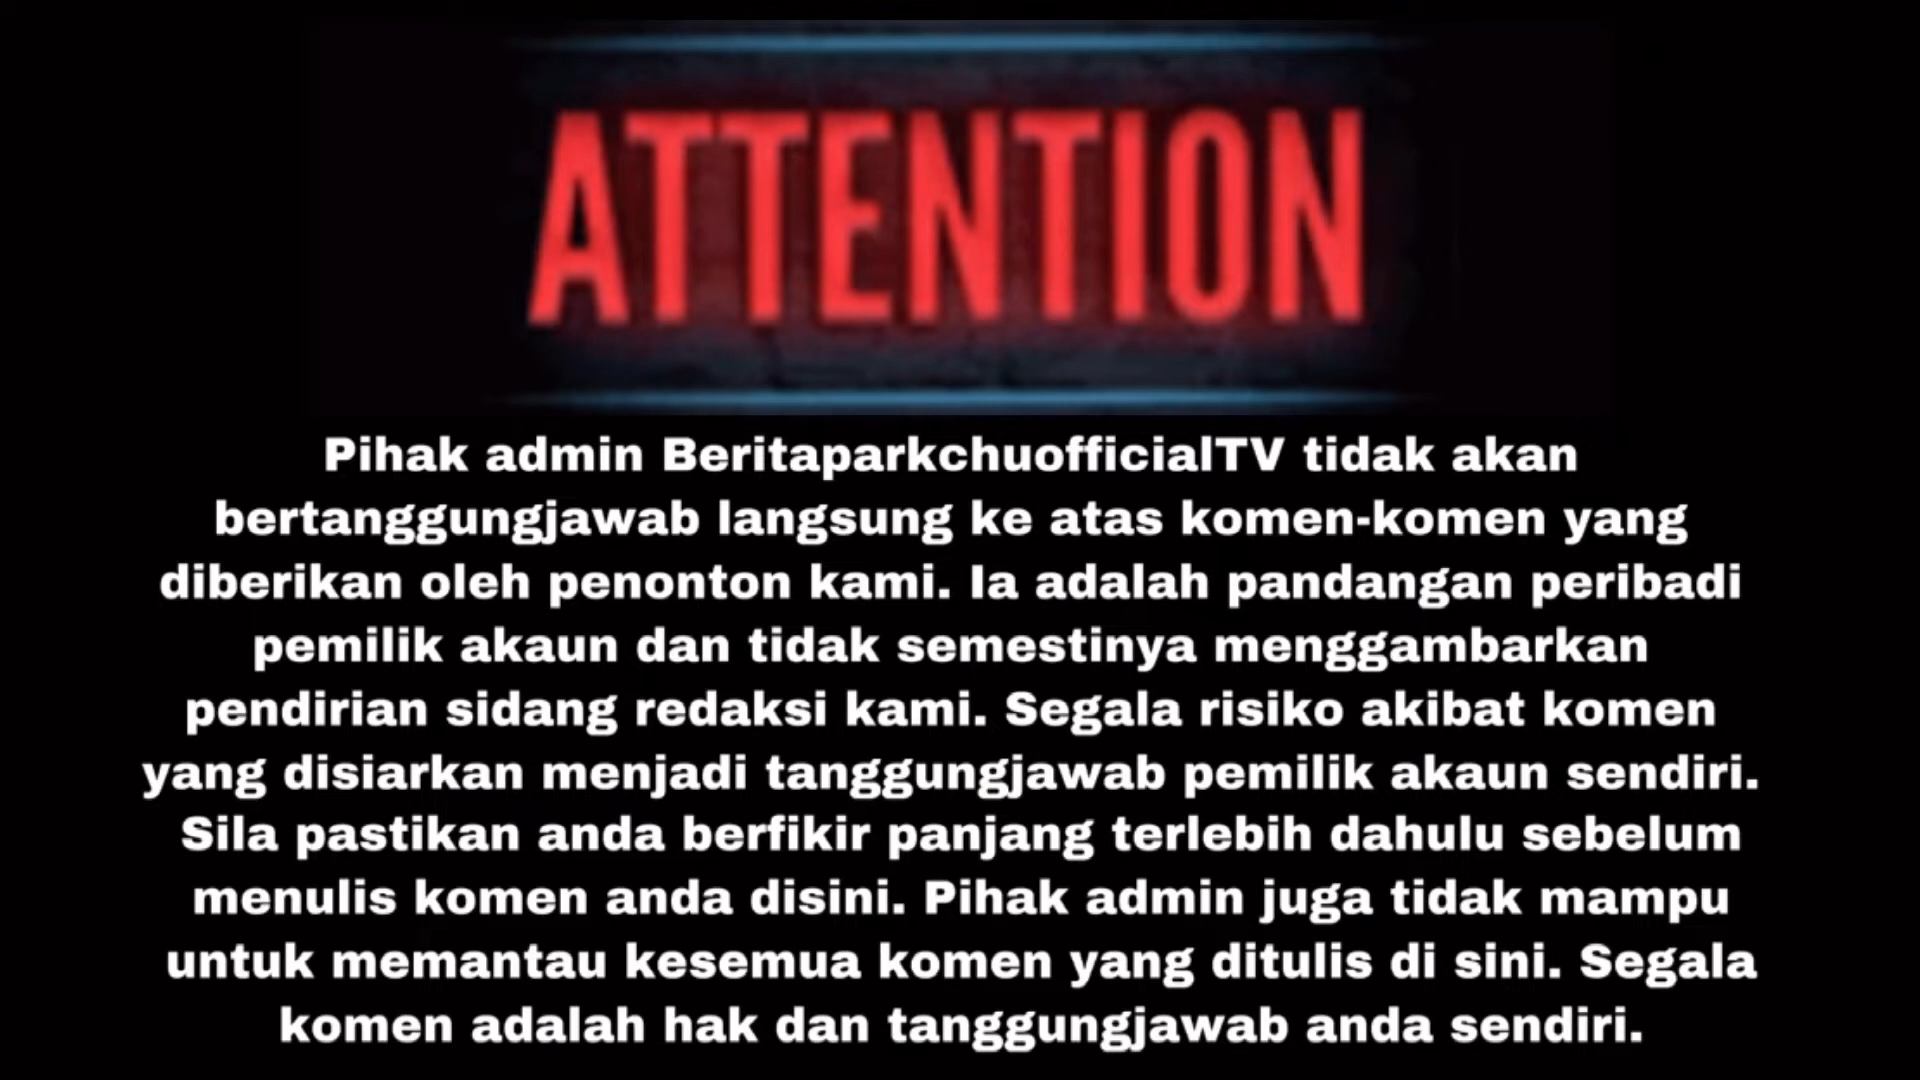 ATTENTION
Pihak admin BeritaparkchuofficialTV tidak akan
bertanggungjawab langsung ke atas komen-komen yang
diberikan oleh penonton kami. Ia adalah pandangan peribadi
pemilik akaun dan tidak semestinya menggambarkan
pendirian sidang redaksi kami. Segala risiko akibat komen
yang disiarkan menjadi tanggungjawab pemilik akaun sendiri.
Sila pastikan anda berfikir panjang terlebih dahulu sebelum
menulis komen anda disini. Pihak admin juga tidak mampu
untuk memantau kesemua komen yang ditulis di sini. Segala
komen adalah hak dan tanggungjawab anda sendiri.